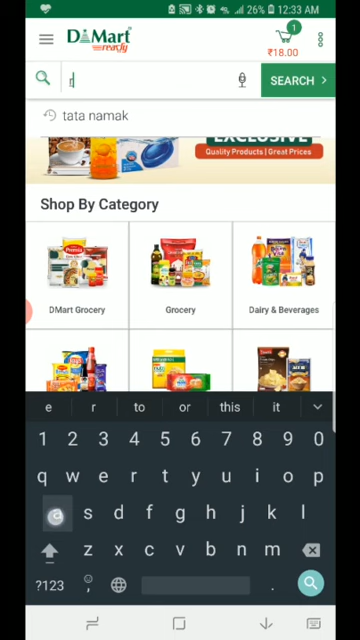 26% 12:33 AM
D Mart
ready
1
₹18.00
r
SEARCH
tata namak
EXCLUSIVE
Quality Products | Great Prices
Shop By Category
DMart Grocery
Grocery
Dairy & Beverages
e r to or this it
1 2 3 4 5 6 7 8 9 0
q w e r t y u i o p
a s d f g h j k l
z x c v b n m
?123 , .